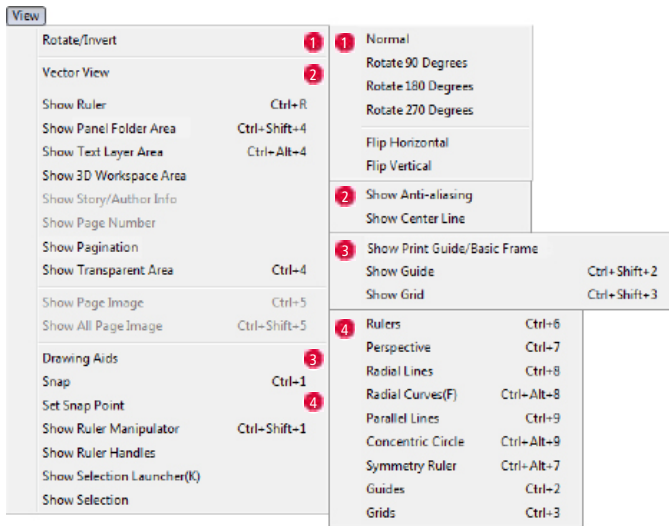 View
Rotate/Invert 1
Vector View 2
Show Ruler Ctrl+R
Show Panel Folder Area Ctrl+Shift+4
Show Text Layer Area Ctrl+Alt+4
Show 3D Workspace Area
Show Story/Author Info
Show Page Number
Show Pagination
Show Transparent Area Ctrl+4
Show Page Image Ctrl+5
Show All Page Image Ctrl+Shift+5
Drawing Aids 3
Snap Ctrl+1
Set Snap Point 4
Show Ruler Manipulator Ctrl+Shift+1
Show Ruler Handles
Show Selection Launcher(K)
Show Selection
1 Normal
Rotate 90 Degrees
Rotate 180 Degrees
Rotate 270 Degrees
Flip Horizontal
Flip Vertical
2 Show Anti-aliasing
Show Center Line
3 Show Print Guide/Basic Frame
Show Guide Ctrl+Shift+2
Show Grid Ctrl+Shift+3
4 Rulers Ctrl+6
Perspective Ctrl+7
Radial Lines Ctrl+8
Radial Curves(F) Ctrl+Alt+8
Parallel Lines Ctrl+9
Concentric Circle Ctrl+Alt+9
Symmetry Ruler Ctrl+Alt+7
Guides Ctrl+2
Grids Ctrl+3